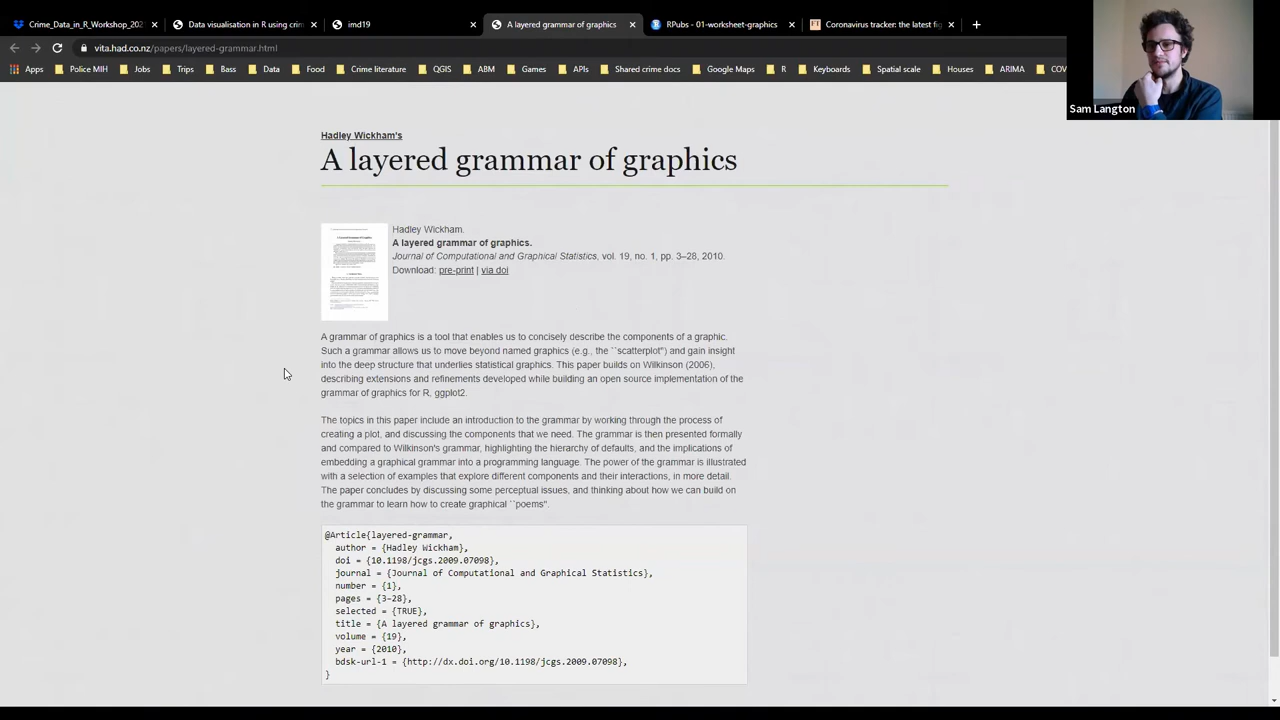 Crime_Data_in_R_Workshop_202
Data visualisation in R using crim
imd19
A layered grammar of graphics
RPubs - 01-worksheet-graphics
Coronavirus tracker: the latest fig
vita.had.co.nz/papers/layered-grammar.html
Apps
Police MIH
Jobs
Trips
Bass
Data
Food
Crime literature
QGIS
ABM
Games
APIs
Shared crime docs
Google Maps
R
Keyboards
Spatial scale
Houses
ARIMA
COV
Sam Langton
Hadley Wickham's
A layered grammar of graphics
Hadley Wickham.
A layered grammar of graphics.
Journal of Computational and Graphical Statistics, vol. 19, no. 1, pp. 3–28, 2010.
Download: pre-print | via doi
A grammar of graphics is a tool that enables us to concisely describe the components of a graphic.
Such a grammar allows us to move beyond named graphics (e.g., the ``scatterplot'') and gain insight
into the deep structure that underlies statistical graphics. This paper builds on Wilkinson (2006),
describing extensions and refinements developed while building an open source implementation of the
grammar of graphics for R, ggplot2.
The topics in this paper include an introduction to the grammar by working through the process of
creating a plot, and discussing the components that we need. The grammar is then presented formally
and compared to Wilkinson's grammar, highlighting the hierarchy of defaults, and the implications of
embedding a graphical grammar into a programming language. The power of the grammar is illustrated
with a selection of examples that explore different components and their interactions, in more detail.
The paper concludes by discussing some perceptual issues, and thinking about how we can build on
the grammar to learn how to create graphical ``poems''.
@Article{layered-grammar,
author = {Hadley Wickham},
doi = {10.1198/jcgs.2009.07098},
journal = {Journal of Computational and Graphical Statistics},
number = {1},
pages = {3–28},
selected = {TRUE},
title = {A layered grammar of graphics},
volume = {19},
year = {2010},
bdsk-url-1 = {http://dx.doi.org/10.1198/jcgs.2009.07098},
}